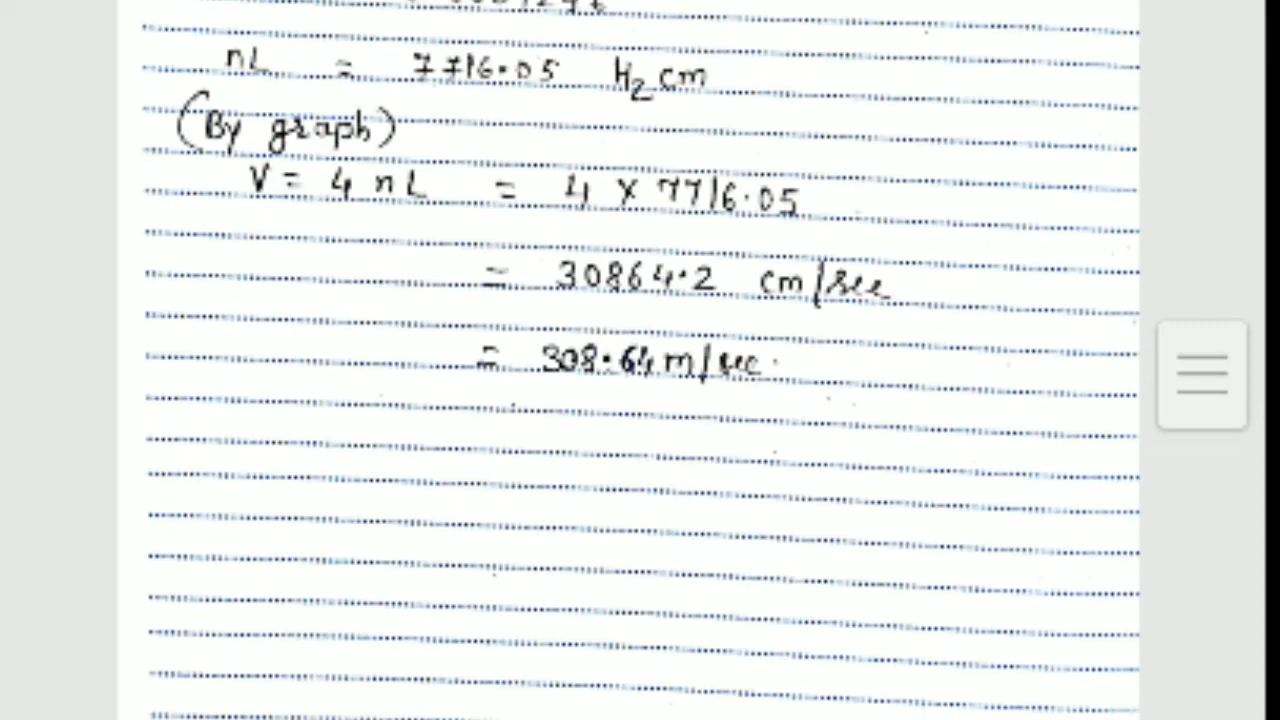 nL = 7716.05 Hz cm
(By graph)
V = 4 nL = 4 x 7716.05
= 30864.2 cm/sec
= 308.64 m/sec.